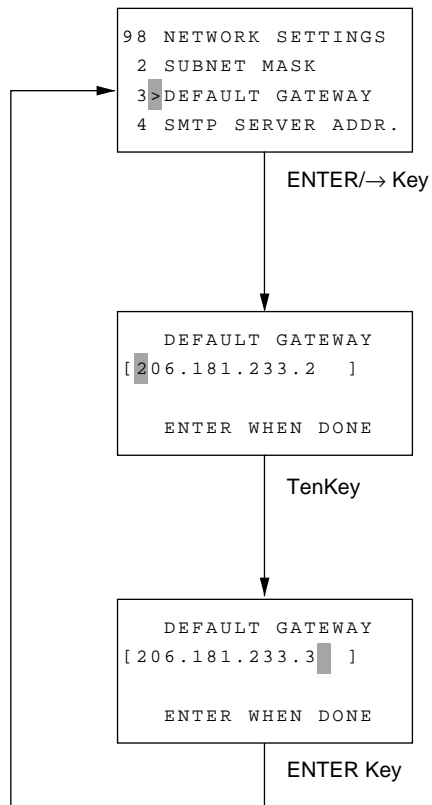 98 NETWORK SETTINGS
2 SUBNET MASK
3>DEFAULT GATEWAY
4 SMTP SERVER ADDR.
ENTER/→ Key
DEFAULT GATEWAY
[206.181.233.2 ]
ENTER WHEN DONE
TenKey
DEFAULT GATEWAY
[206.181.233.3 ]
ENTER WHEN DONE
ENTER Key